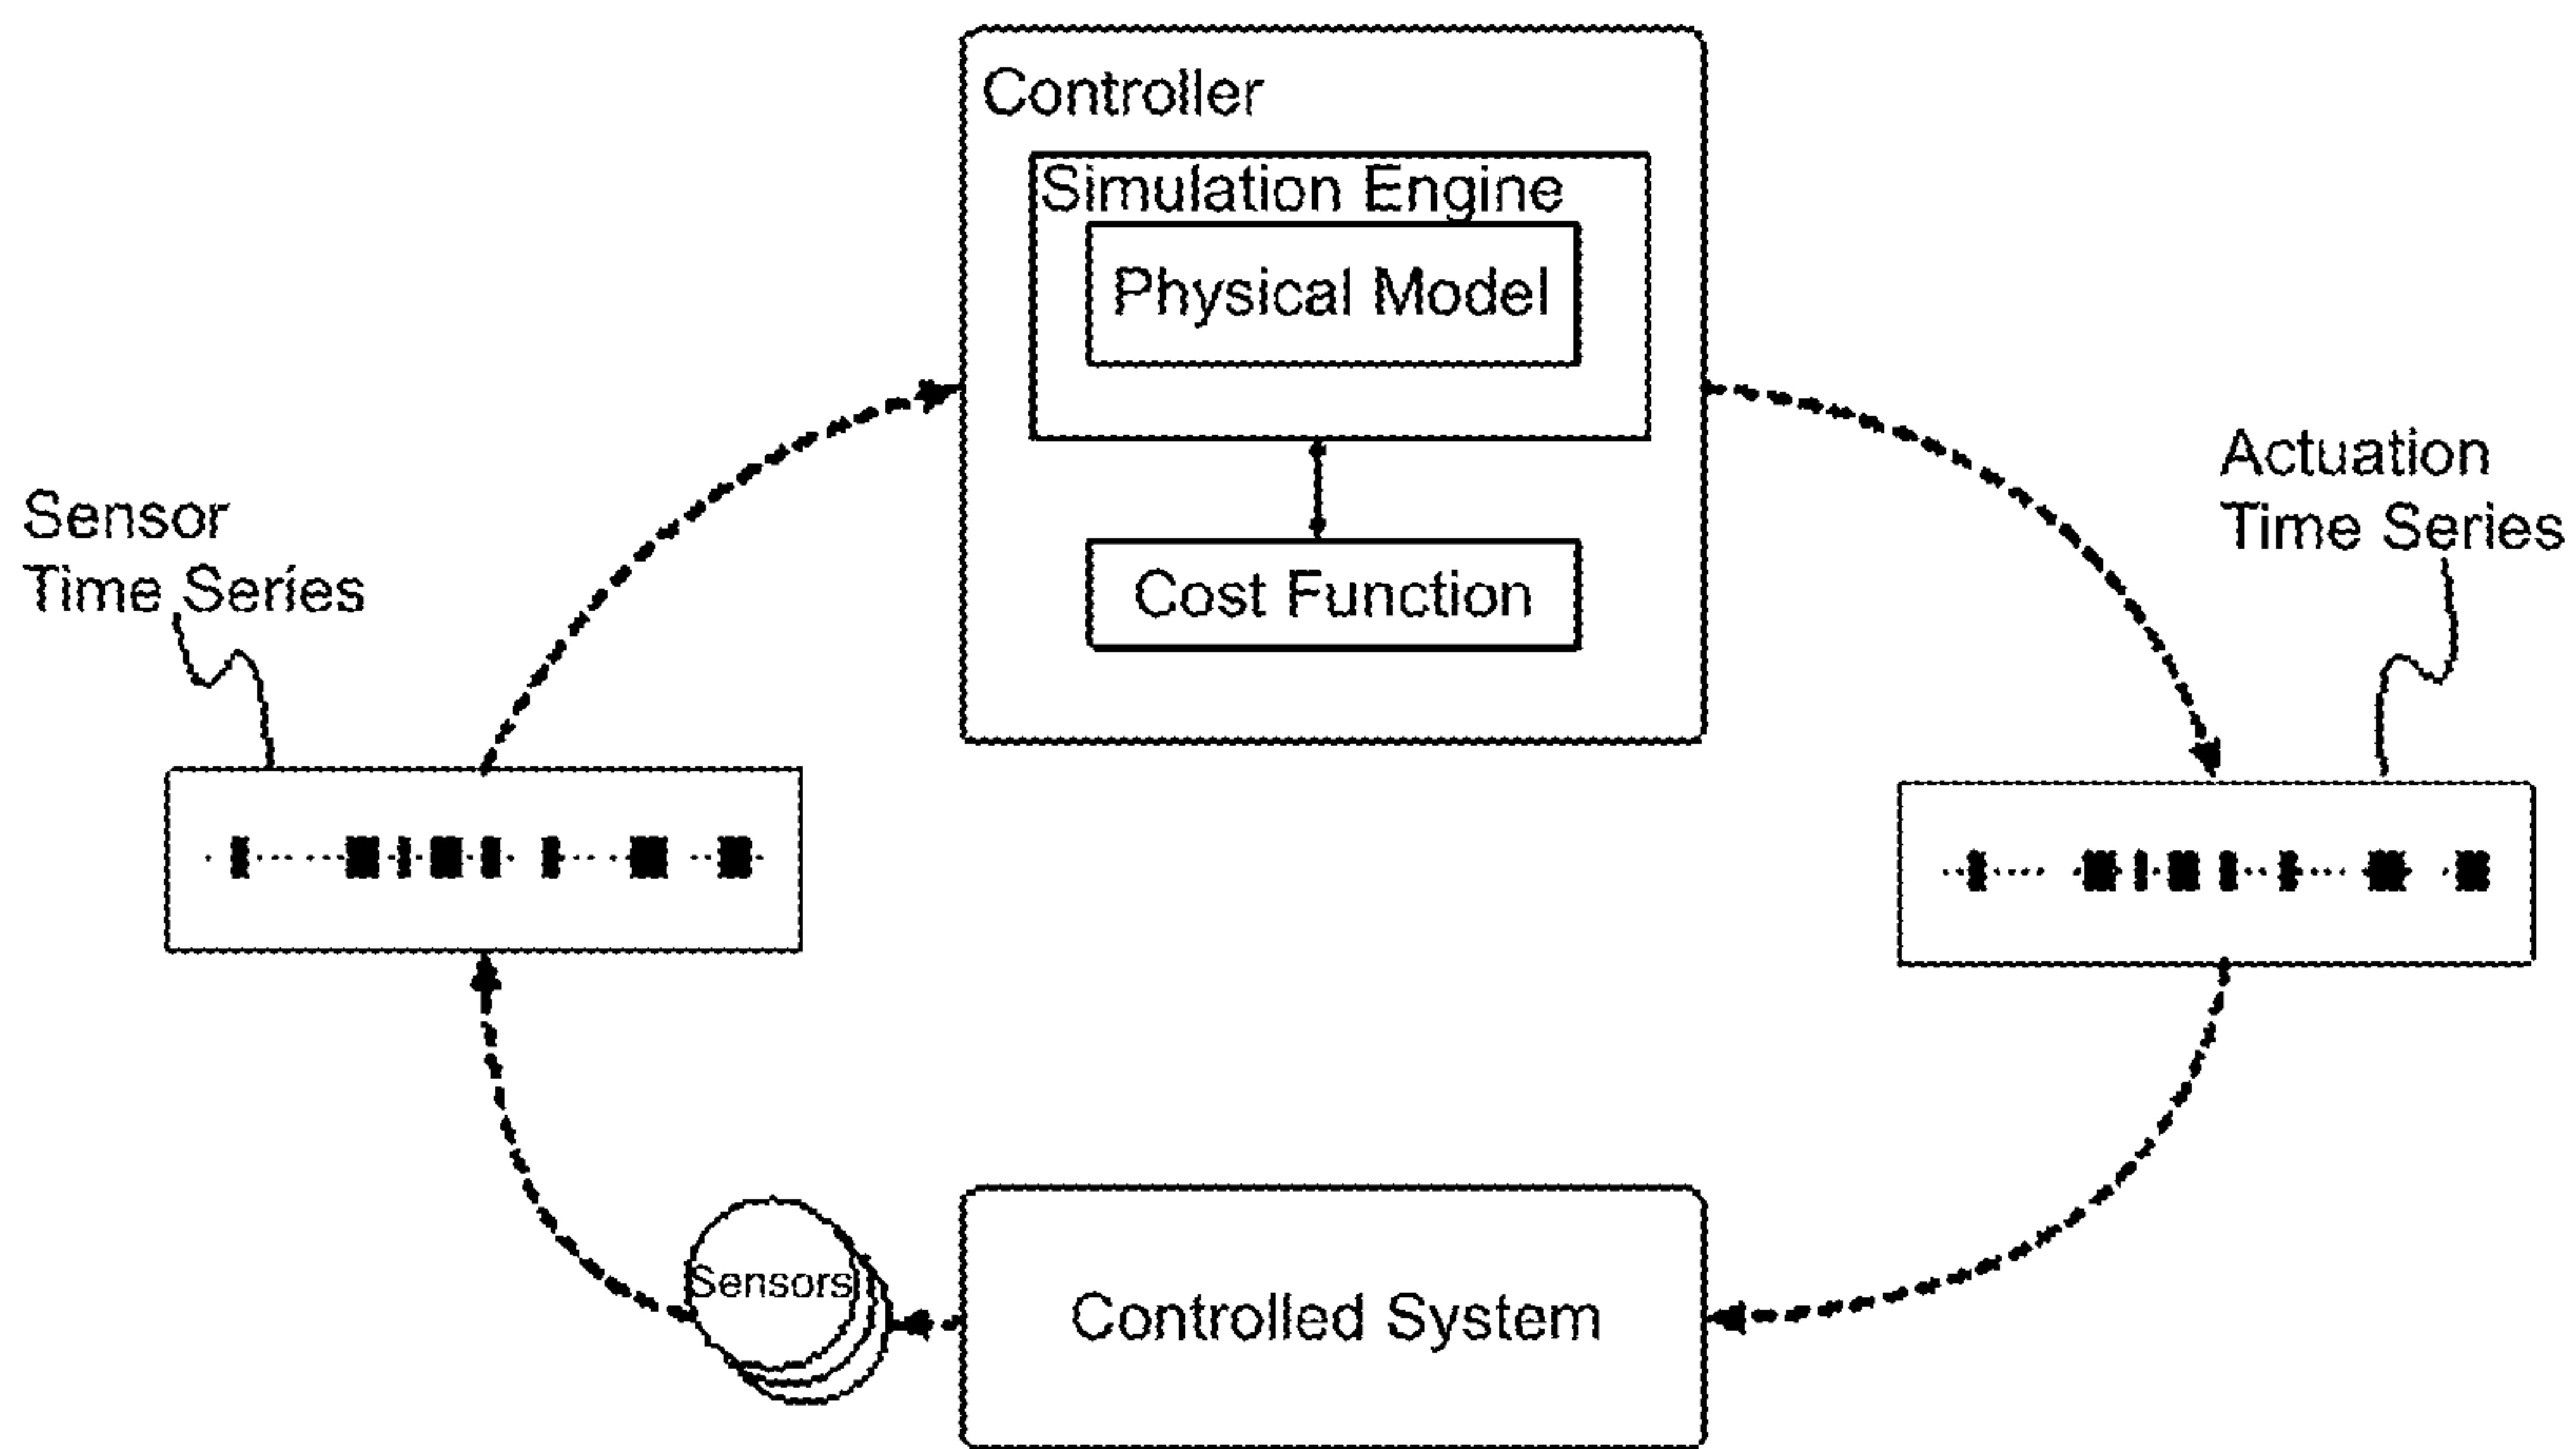 Controller
Simulation Engine
Physical Model
Cost Function
Sensor
Time Series
Actuation
Time Series
Sensors
Controlled System